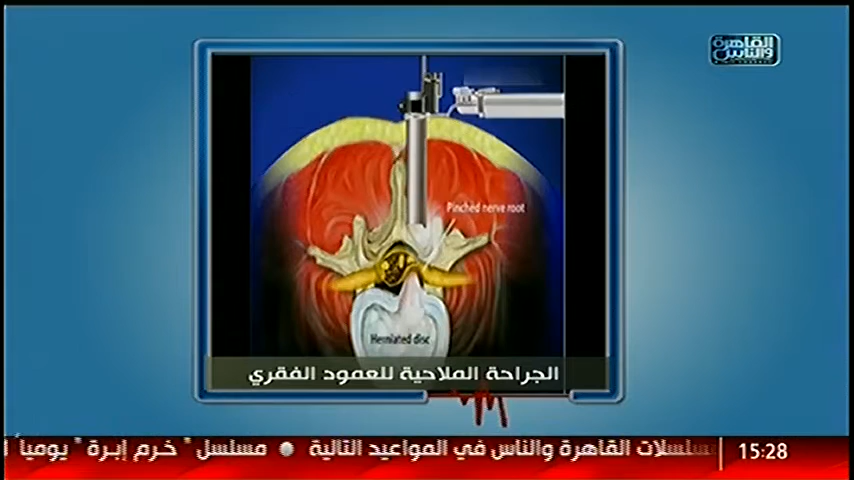 القاهرة
والناس
Pinched nerve root
Herniated disc
الجراحة الملاحية للعمود الفقري
15:28
مسلسلات القاهرة والناس في المواعيد التالية ● مسلسل " خرم إبرة " يومياً